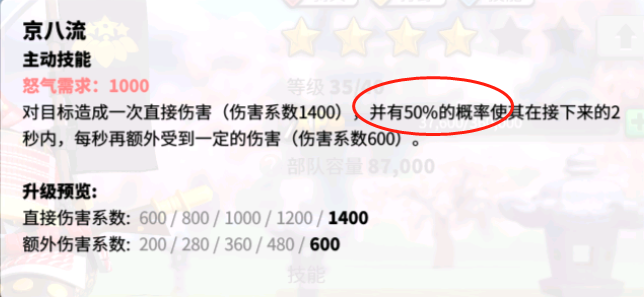 京八流
主动技能
怒气需求：1000
等级 35/
对目标造成一次直接伤害（伤害系数1400），并有50%的概率使其在接下来的2
秒内，每秒再额外受到一定的伤害（伤害系数600）。
部队容量 87,000
升级预览:
直接伤害系数: 600 / 800 / 1000 / 1200 / 1400
额外伤害系数: 200 / 280 / 360 / 480 / 600
技能